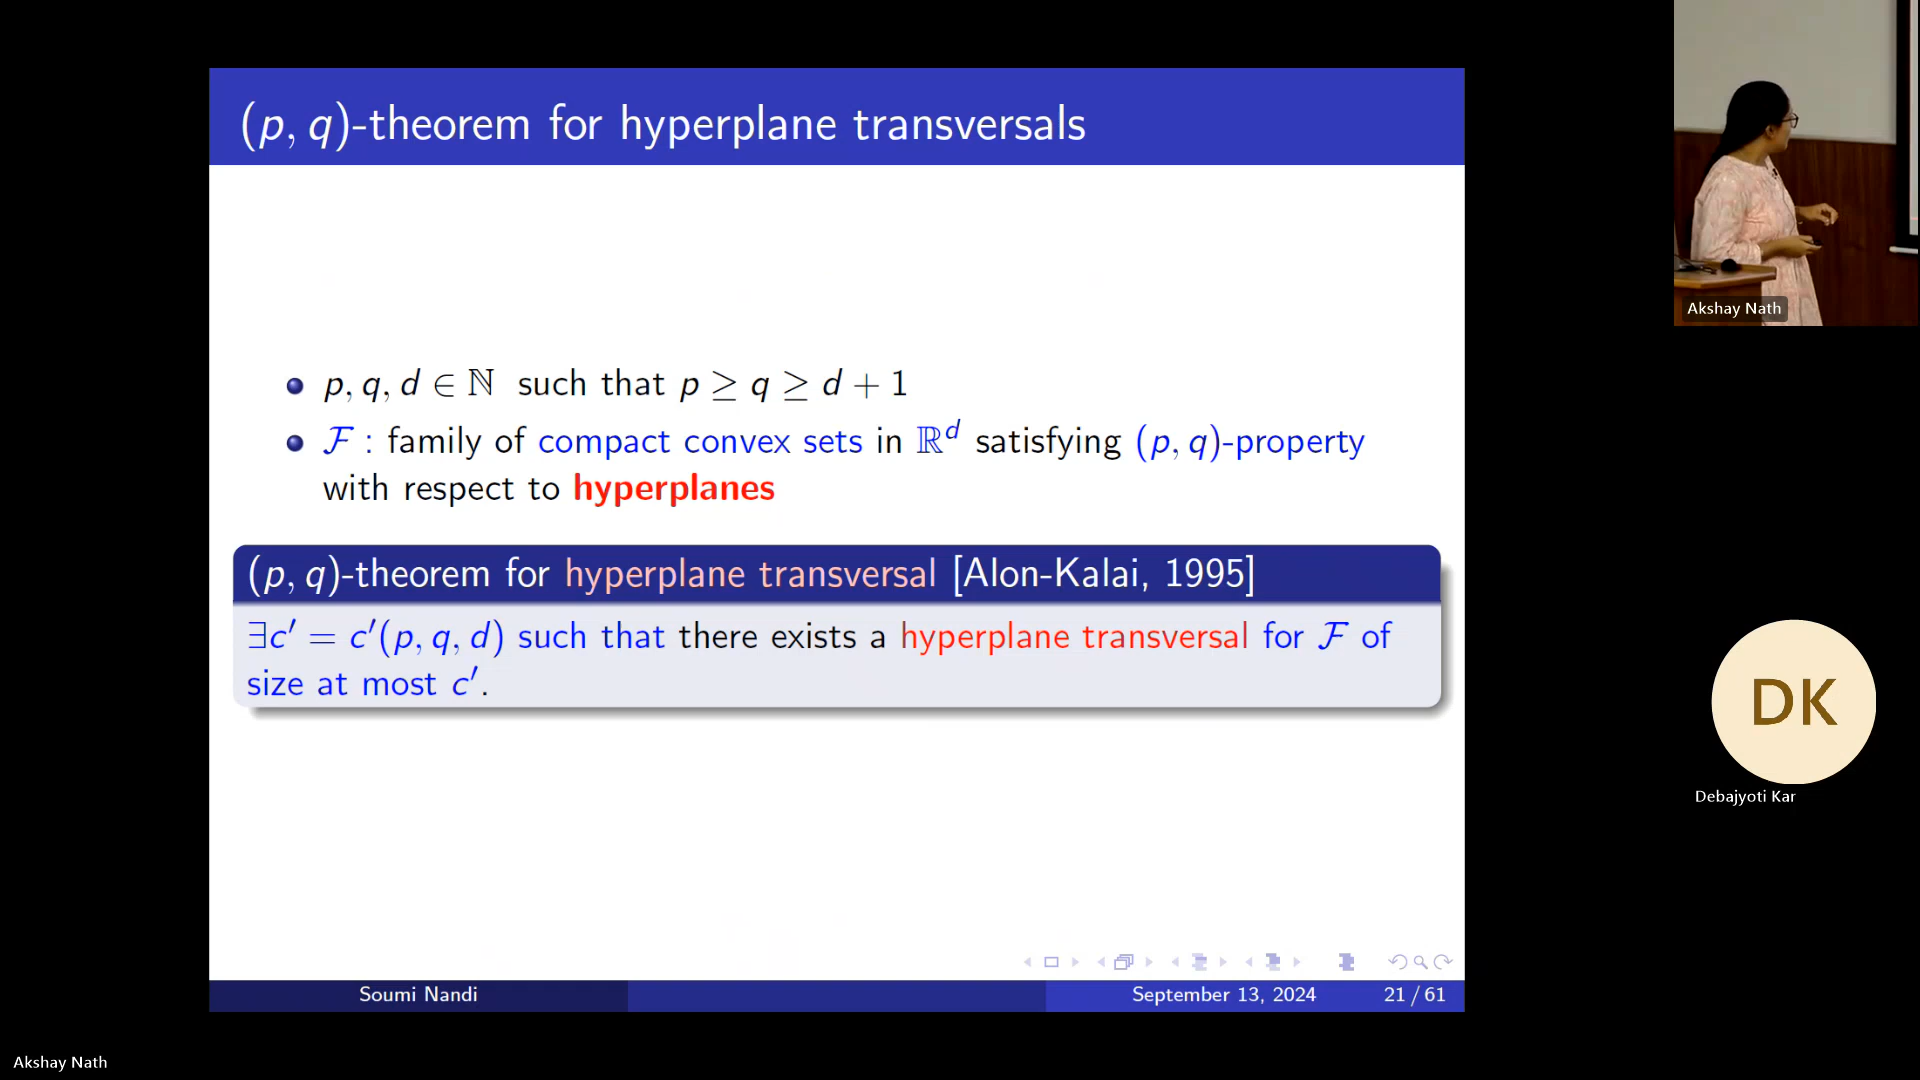 (p, q)-theorem for hyperplane transversals
p, q, d ∈ ℕ such that p ≥ q ≥ d + 1
ℱ : family of compact convex sets in ℝᵈ satisfying (p, q)-property
with respect to hyperplanes
(p, q)-theorem for hyperplane transversal [Alon-Kalai, 1995]
∃c′ = c′(p, q, d) such that there exists a hyperplane transversal for ℱ of
size at most c′.
Soumi Nandi
September 13, 2024
21 / 61
Akshay Nath
DK
Debajyoti Kar
Akshay Nath